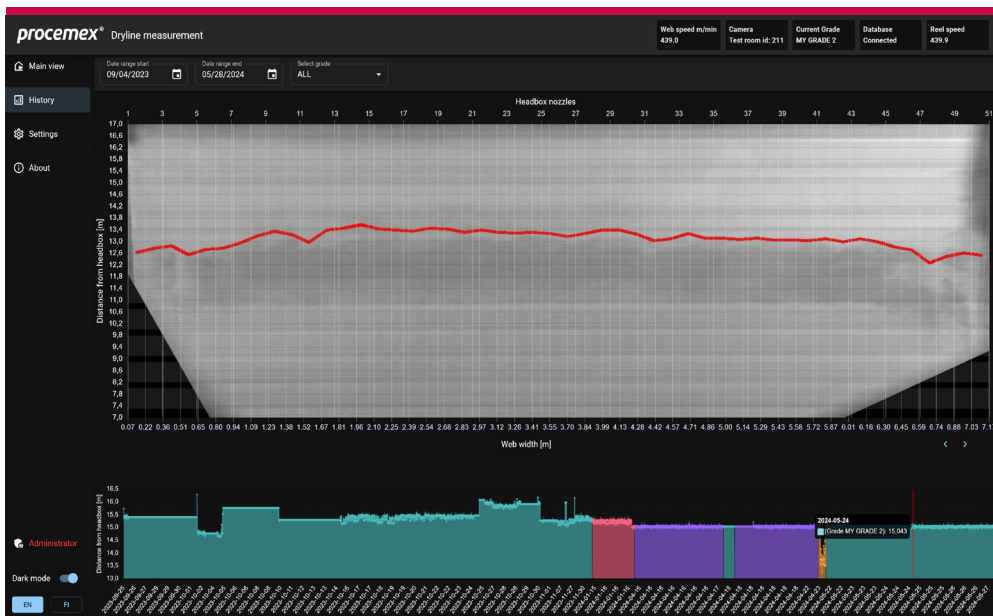 procemex® Dryline measurement
Web speed m/min
439.0
Camera
Test room id: 211
Current Grade
MY GRADE 2
Database
Connected
Reel speed
439.9
Main view
History
Settings
About
Date range start
09/04/2023
Date range end
05/28/2024
Select grade
ALL
Headbox nozzles
1 3 5 7 9 11 13 15 17 19 21 23 25 27 29 31 33 35 37 39 41 43 45 47 49 51
Distance from headbox [m]
17,0
16,6
16,2
15,8
15,4
15,0
14,6
14,2
13,8
13,4
13,0
12,6
12,2
11,8
11,4
11,0
10,6
10,2
9,8
9,4
9,0
8,6
8,2
7,8
7,4
7,0
0.07 0.22 0.36 0.51 0.65 0.80 0.94 1.09 1.23 1.38 1.52 1.67 1.81 1.96 2.10 2.25 2.39 2.54 2.68 2.83 2.97 3.12 3.26 3.41 3.55 3.70 3.84 3.99 4.13 4.28 4.42 4.57 4.71 4.86 5.00 5.14 5.29 5.43 5.58 5.72 5.87 6.01 6.16 6.30 6.45 6.59 6.74 6.88 7.03
Web width [m]
Distance from headbox [m]
16,5
16,0
15,5
15,0
14,5
14,0
13,5
13,0
2024-05-24
[Grade MY GRADE 2]: 15,043
Administrator
Dark mode
EN FI